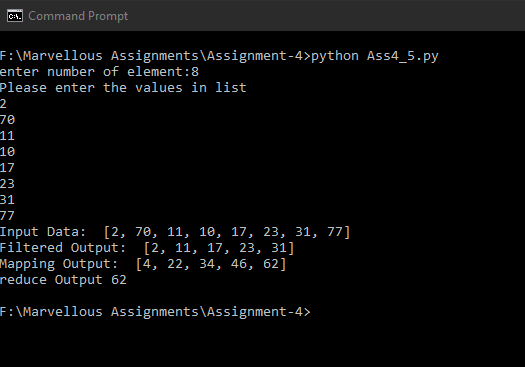 Command Prompt
F:\Marvellous Assignments\Assignment-4>python Ass4_5.py
enter number of element:8
Please enter the values in list
2
70
11
10
17
23
31
77
Input Data:  [2, 70, 11, 10, 17, 23, 31, 77]
Filtered Output:  [2, 11, 17, 23, 31]
Mapping Output:  [4, 22, 34, 46, 62]
reduce Output 62
F:\Marvellous Assignments\Assignment-4>